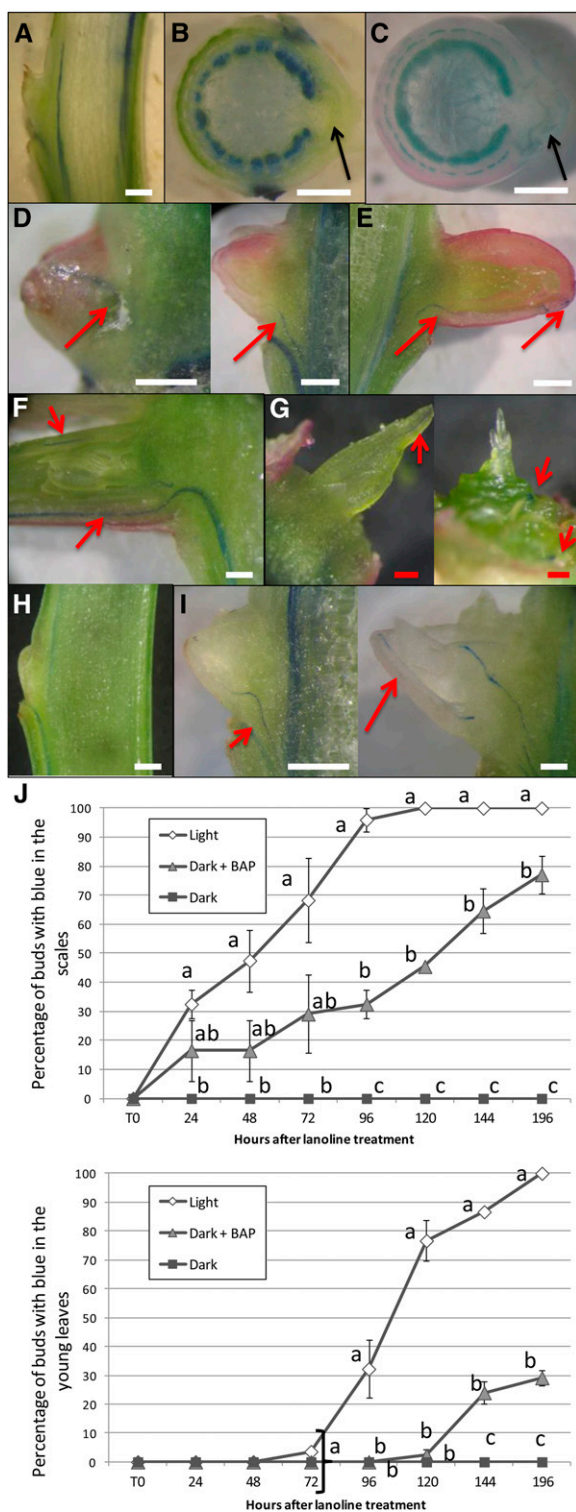 A
B
C
D
E
F
G
H
I
J
100
90
80
70
60
50
40
30
20
10
0
Percentage of buds with blue in the
scales
Light
Dark + BAP
Dark
a
a
a
a
a
a
a
ab
ab
ab
b
b
b
b
b
b
b
c
c
c
c
T0
24
48
72
96
120
144
196
Hours after lanoline treatment
100
90
80
70
60
50
40
30
20
10
0
Percentage of buds with blue in the
young leaves
Light
Dark + BAP
Dark
a
a
a
a
a
b
b
b
b
b
b
c
c
T0
24
48
72
96
120
144
196
Hours after lanoline treatment